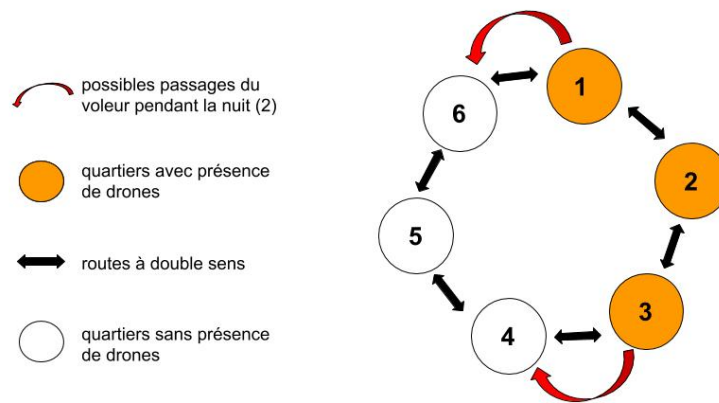 possibles passages du
voleur pendant la nuit (2)
quartiers avec présence
de drones
routes à double sens
quartiers sans présence
de drones
1
6
2
5
3
4